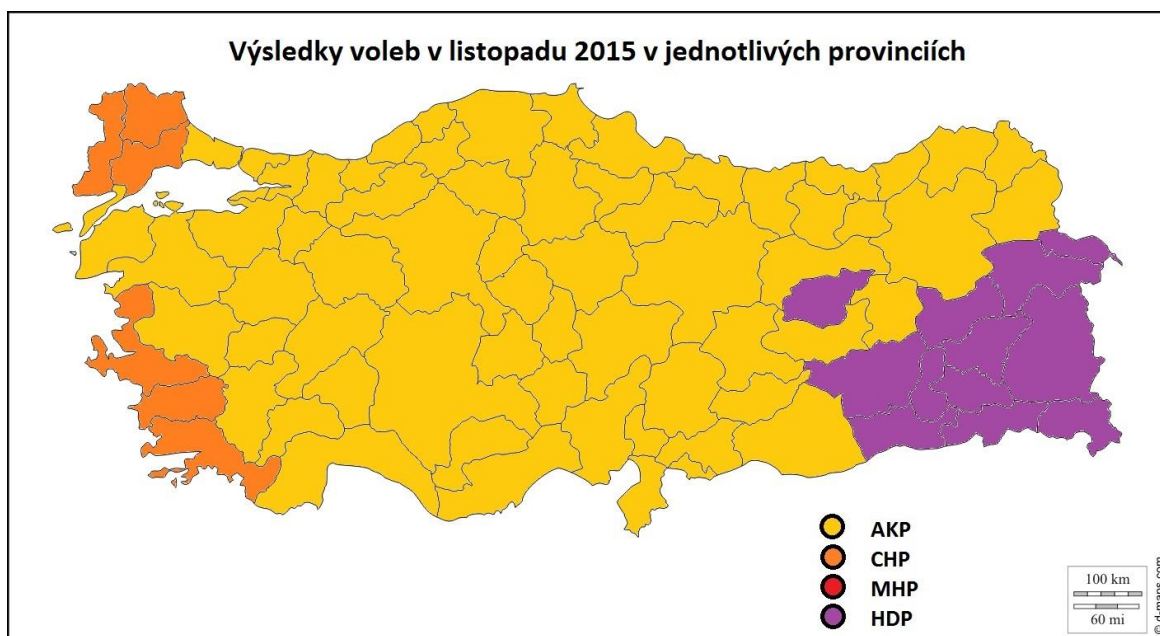 Výsledky voleb v listopadu 2015 v jednotlivých provinciích
AKP
CHP
MHP
HDP
100 km
60 mi
© d-maps.com